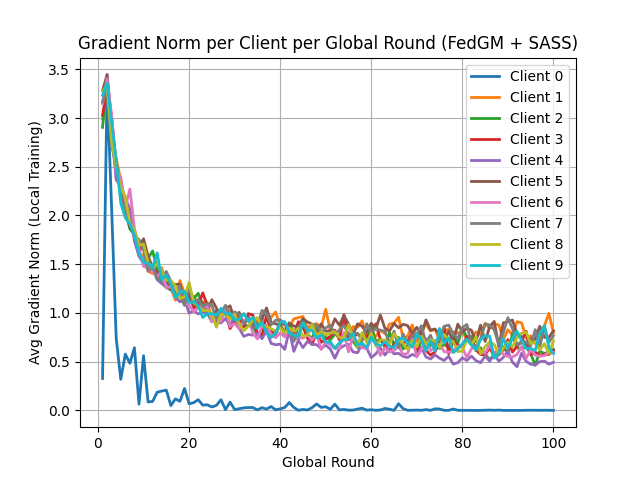 Gradient Norm per Client per Global Round (FedGM + SASS)
Avg Gradient Norm (Local Training)
3.5
3.0
2.5
2.0
1.5
1.0
0.5
0.0
Client 0
Client 1
Client 2
Client 3
Client 4
Client 5
Client 6
Client 7
Client 8
Client 9
0 20 40 60 80 100
Global Round